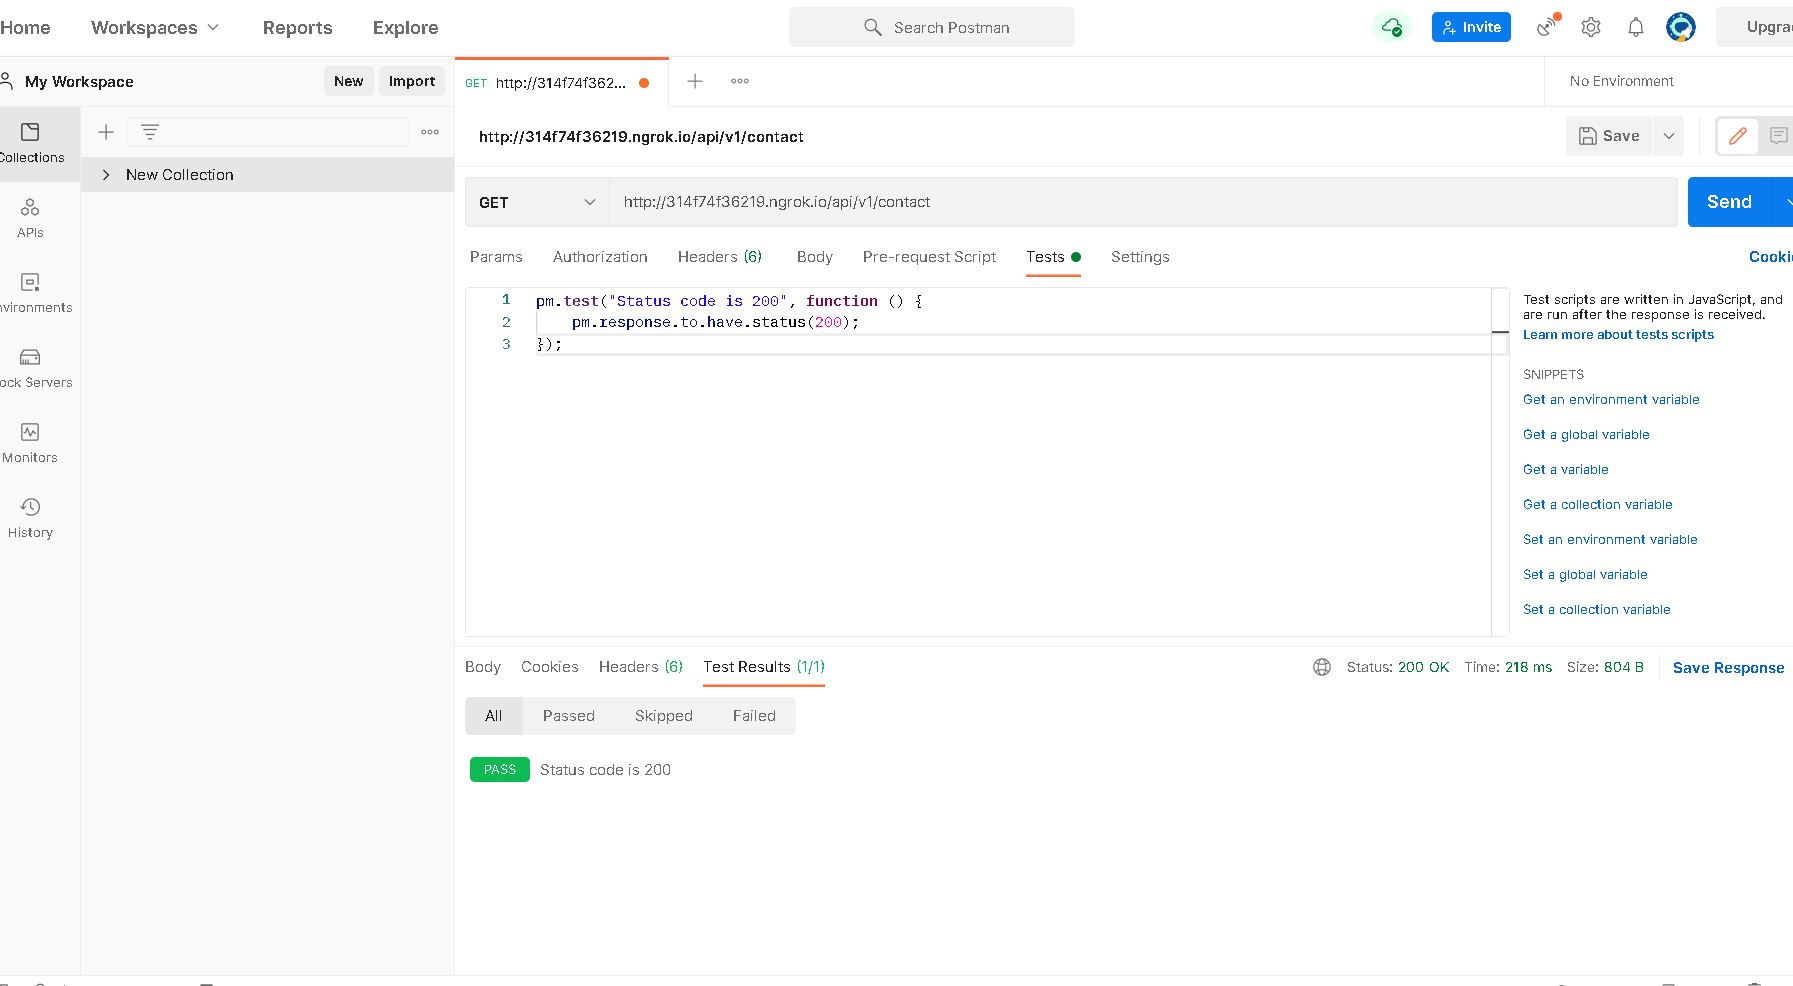 Home Workspaces Reports Explore Search Postman Invite
My Workspace New Import GET http://314f74f362... No Environment
http://314f74f36219.ngrok.io/api/v1/contact Save
New Collection
GET http://314f74f36219.ngrok.io/api/v1/contact Send
APIs
Monitors
History
Params Authorization Headers (6) Body Pre-request Script Tests Settings
1 pm.test("Status code is 200", function () {
2 pm.response.to.have.status(200);
3 });
Test scripts are written in JavaScript, and
are run after the response is received.
Learn more about tests scripts
SNIPPETS
Get an environment variable
Get a global variable
Get a variable
Get a collection variable
Set an environment variable
Set a global variable
Set a collection variable
Body Cookies Headers (6) Test Results (1/1) Status: 200 OK Time: 218 ms Size: 804 B Save Response
All Passed Skipped Failed
PASS Status code is 200